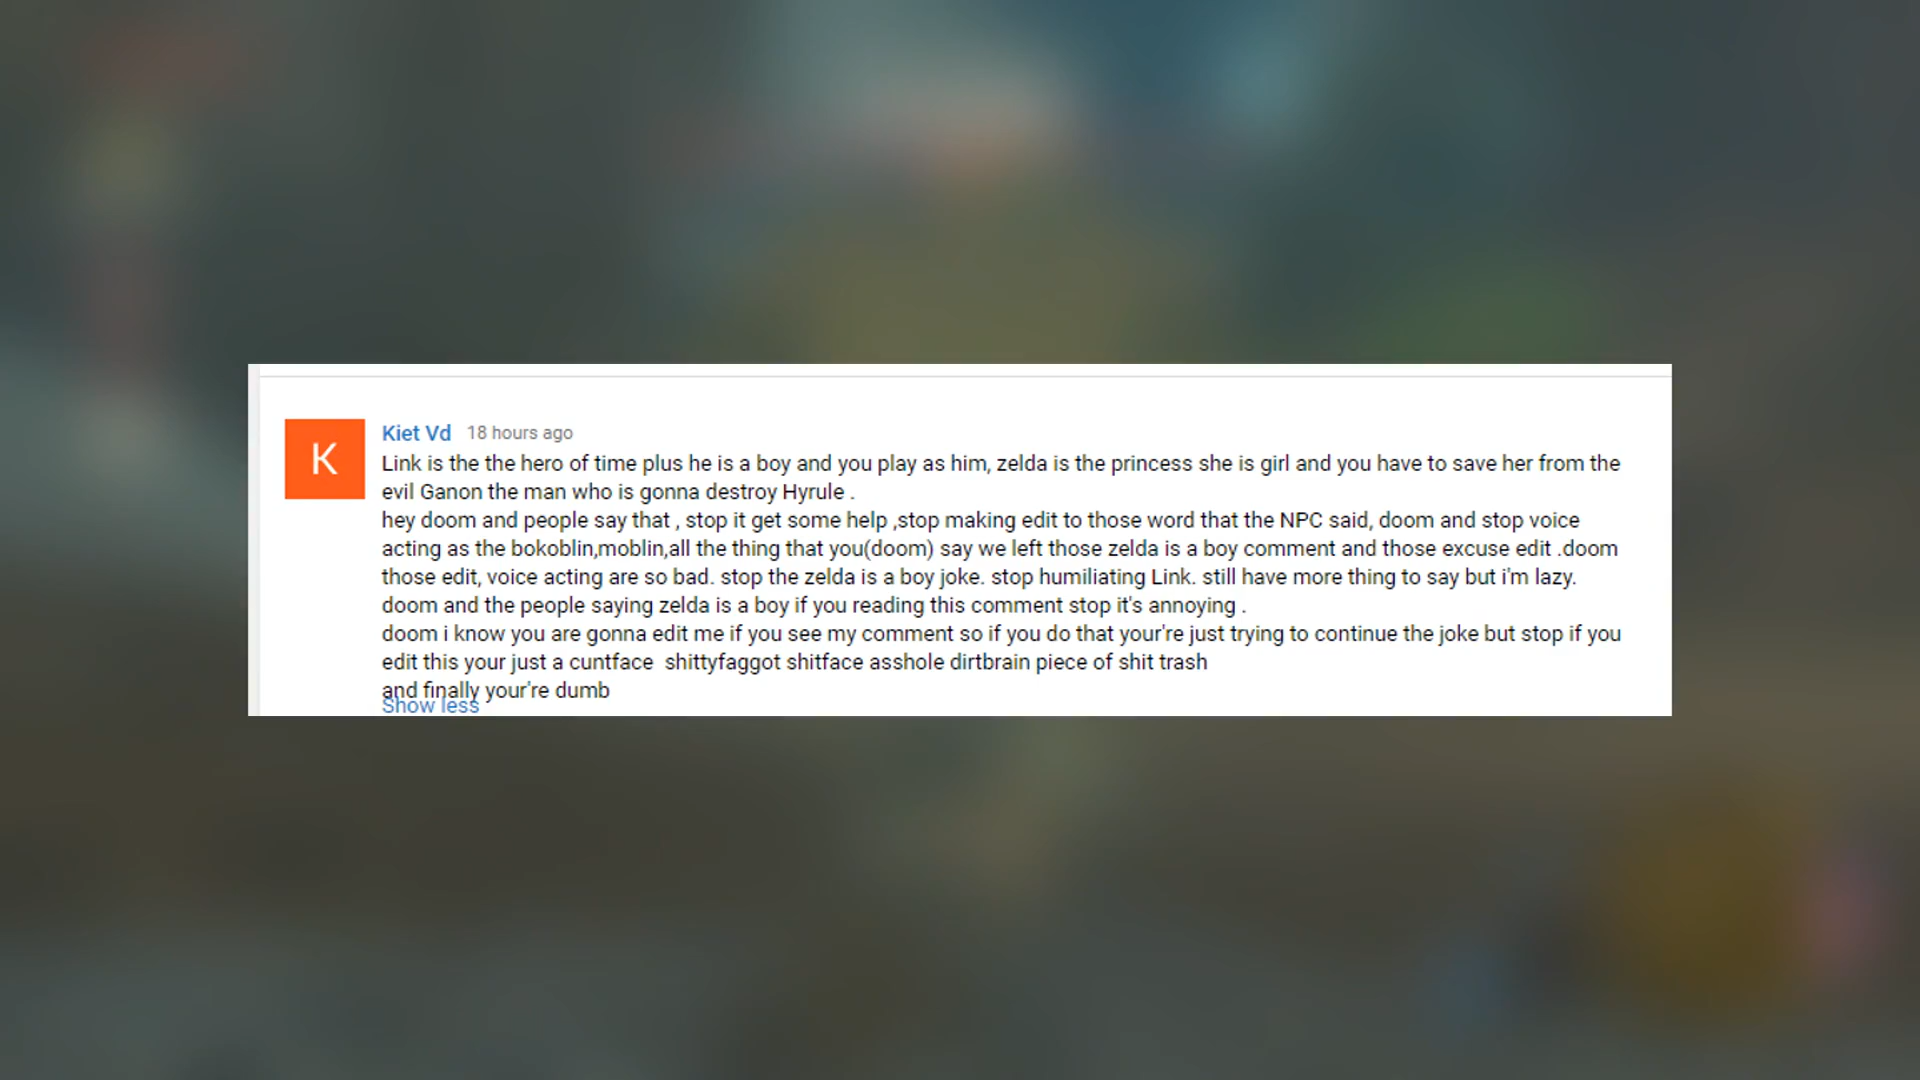 K
Kiet Vd 18 hours ago
Link is the the hero of time plus he is a boy and you play as him, zelda is the princess she is girl and you have to save her from the
evil Ganon the man who is gonna destroy Hyrule .
hey doom and people say that , stop it get some help ,stop making edit to those word that the NPC said, doom and stop voice
acting as the bokoblin,moblin,all the thing that you(doom) say we left those zelda is a boy comment and those excuse edit .doom
those edit, voice acting are so bad. stop the zelda is a boy joke. stop humiliating Link. still have more thing to say but i'm lazy.
doom and the people saying zelda is a boy if you reading this comment stop it's annoying .
doom i know you are gonna edit me if you see my comment so if you do that your're just trying to continue the joke but stop if you
edit this your just a cuntface  shittyfaggot shitface asshole dirtbrain piece of shit trash
and finally your're dumb
Show less